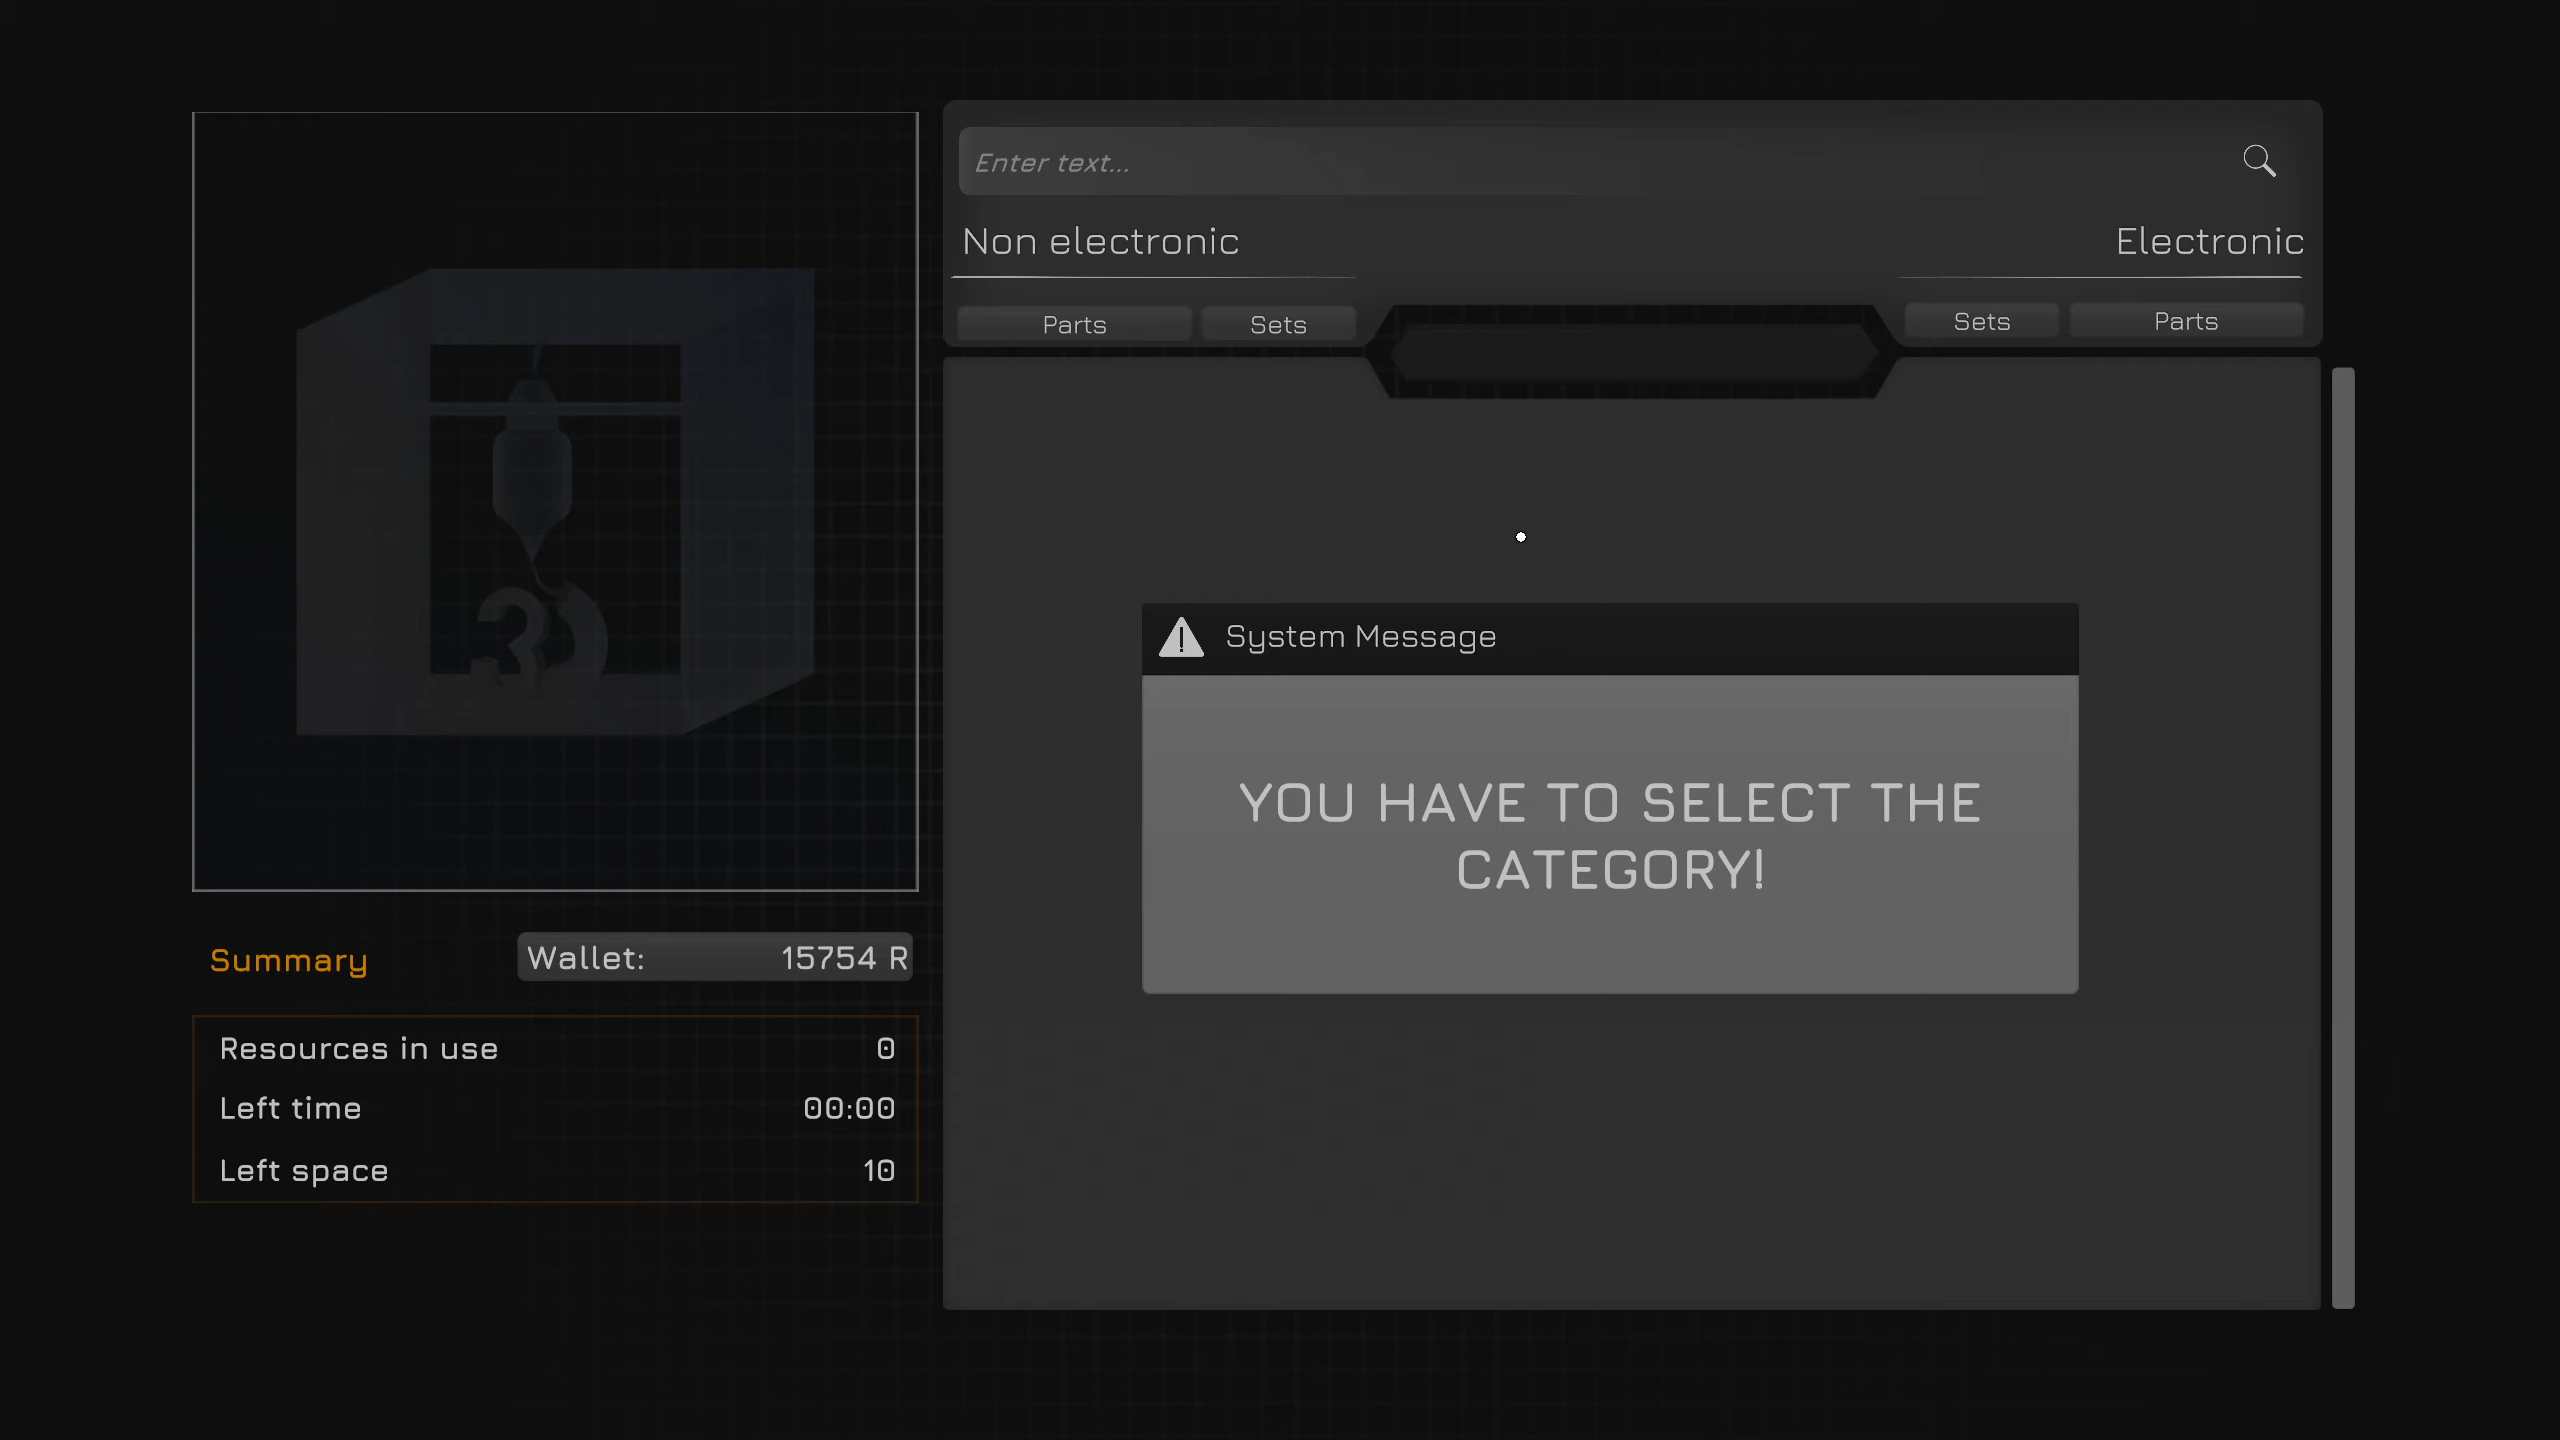 Enter text...
Non electronic
Electronic
Parts
Sets
Sets
Parts
System Message
YOU HAVE TO SELECT THE
CATEGORY!
3D
Summary
Wallet: 15754 R
Resources in use 0
Left time 00:00
Left space 10